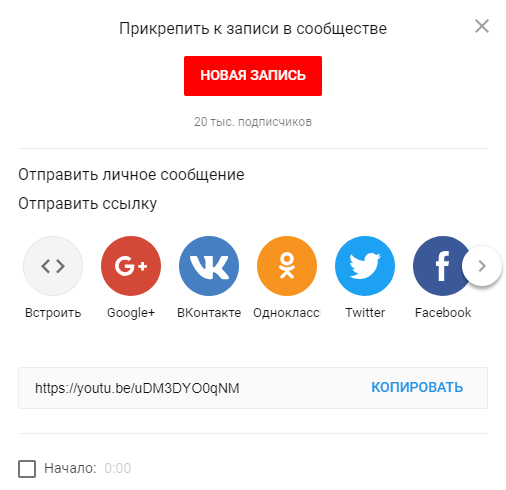 Прикрепить к записи в сообществе
НОВАЯ ЗАПИСЬ
20 тыс. подписчиков
Отправить личное сообщение
Отправить ссылку
Встроить Google+ ВКонтакте Однокласс Twitter Facebook
https://youtu.be/uDM3DYO0qNM КОПИРОВАТЬ
Начало: 0:00